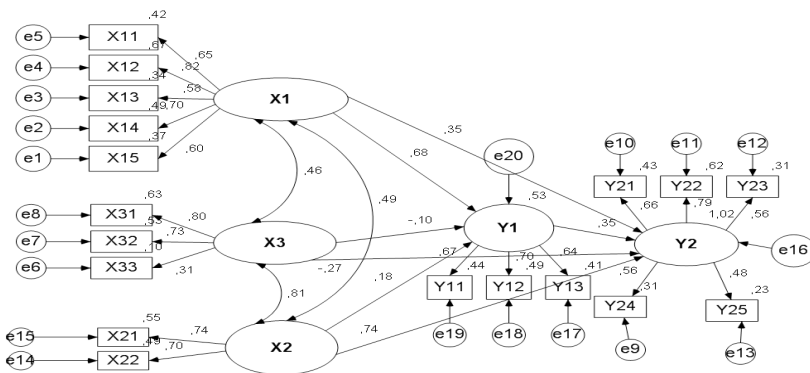 e5 X11 ,42
e4 X12 ,67
e3 X13 ,34
e2 X14 ,49
e1 X15 ,37
,65
,82
,58
,70
,60
X1
,46
,49
,68
,35
e8 X31 ,63
e7 X32 ,53
e6 X33 ,10
,80
,73
,31
X3
-,10
-,27
,81
e15 X21 ,55
e14 X22 ,49
,74
,70
X2
,18
,74
e20
,53
Y1
,35
,67
,70
,64
,44
,49
,41
Y11 Y12 Y13
e19 e18 e17
e10 e11 e12
,43 ,62 ,31
Y21 Y22 Y23
,66 ,79 1,02 ,56
Y2
e16
,56 ,48
,31 ,23
Y24 Y25
e9 e13